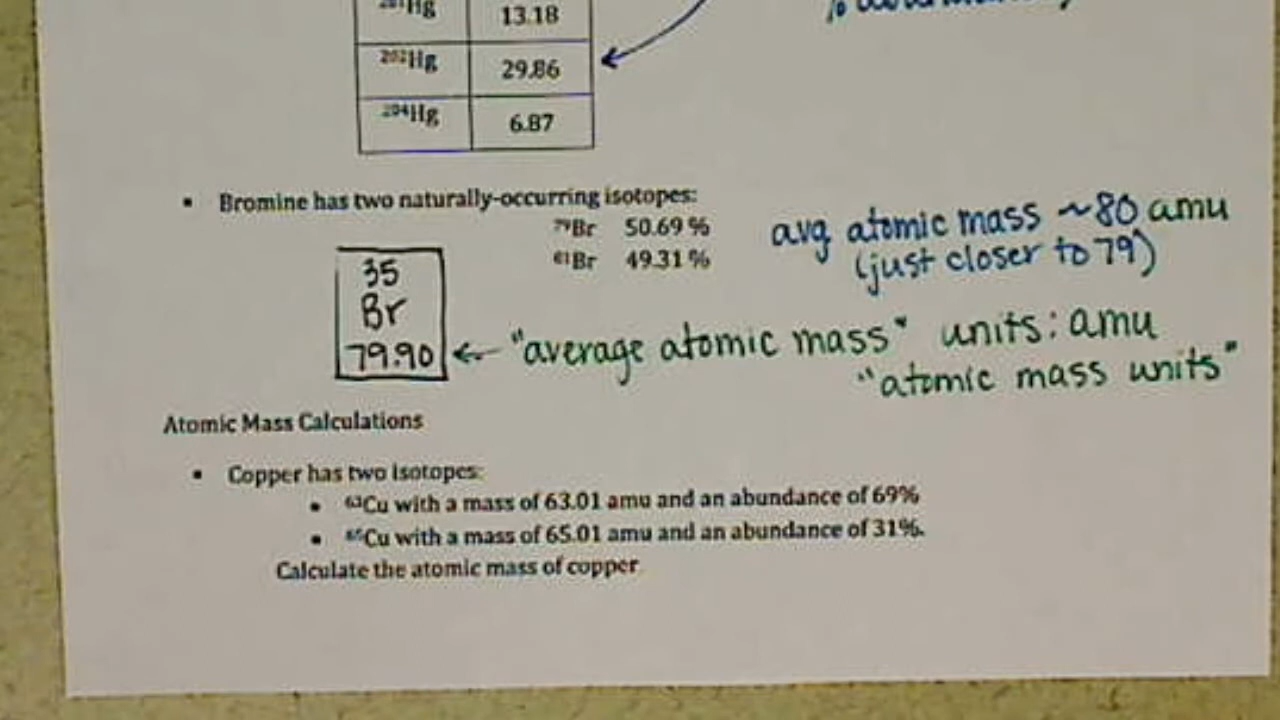 ²⁰¹Hg 13.18
²⁰²Hg 29.86
²⁰⁴Hg 6.87
• Bromine has two naturally-occurring isotopes:
⁷⁹Br 50.69 %
⁸¹Br 49.31 %
avg atomic mass ~80 amu
(just closer to 79)
35
Br
79.90
"average atomic mass" units: amu
"atomic mass units"
Atomic Mass Calculations
• Copper has two isotopes:
• ⁶³Cu with a mass of 63.01 amu and an abundance of 69%
• ⁶⁵Cu with a mass of 65.01 amu and an abundance of 31%.
Calculate the atomic mass of copper